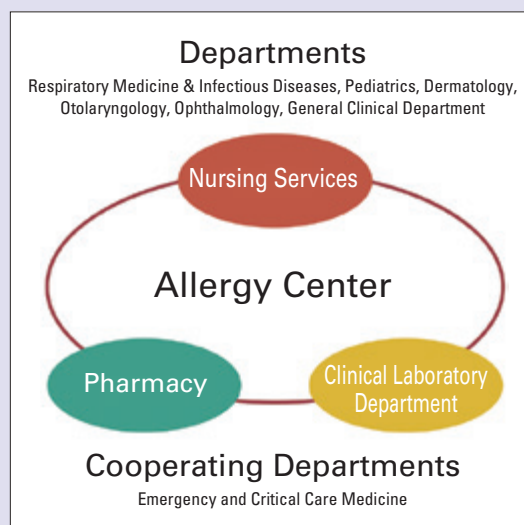 Departments
Respiratory Medicine & Infectious Diseases, Pediatrics, Dermatology,
Otolaryngology, Ophthalmology, General Clinical Department
Nursing Services
Allergy Center
Pharmacy
Clinical Laboratory
Department
Cooperating Departments
Emergency and Critical Care Medicine